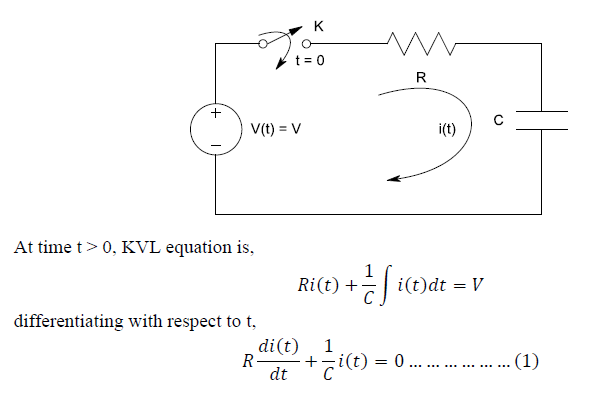 K
t = 0
R
+
V(t) = V
i(t)
C
At time t > 0, KVL equation is,
Ri(t) + 1/C ∫ i(t)dt = V
differentiating with respect to t,
R di(t)/dt + 1/C i(t) = 0 … … … … … … (1)